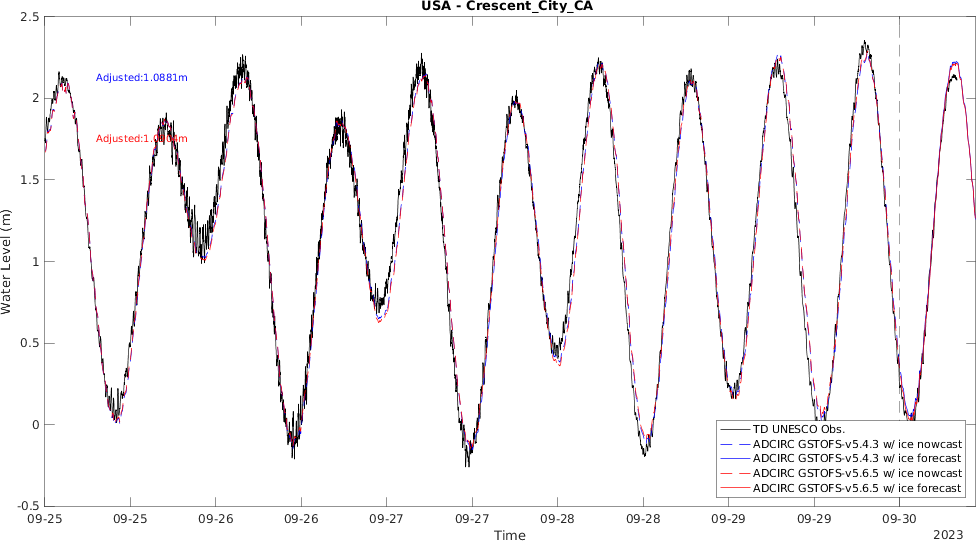 USA - Crescent_City_CA
2.5
2
1.5
1
0.5
0
-0.5
Water Level (m)
Adjusted:1.0881m
TD UNESCO Obs.
ADCIRC GSTOFS-v5.4.3 w/ ice nowcast
ADCIRC GSTOFS-v5.4.3 w/ ice forecast
ADCIRC GSTOFS-v5.6.5 w/ ice nowcast
ADCIRC GSTOFS-v5.6.5 w/ ice forecast
09-25 09-25 09-26 09-26 09-27 09-27 09-28 09-28 09-29 09-29 09-30
Time
2023